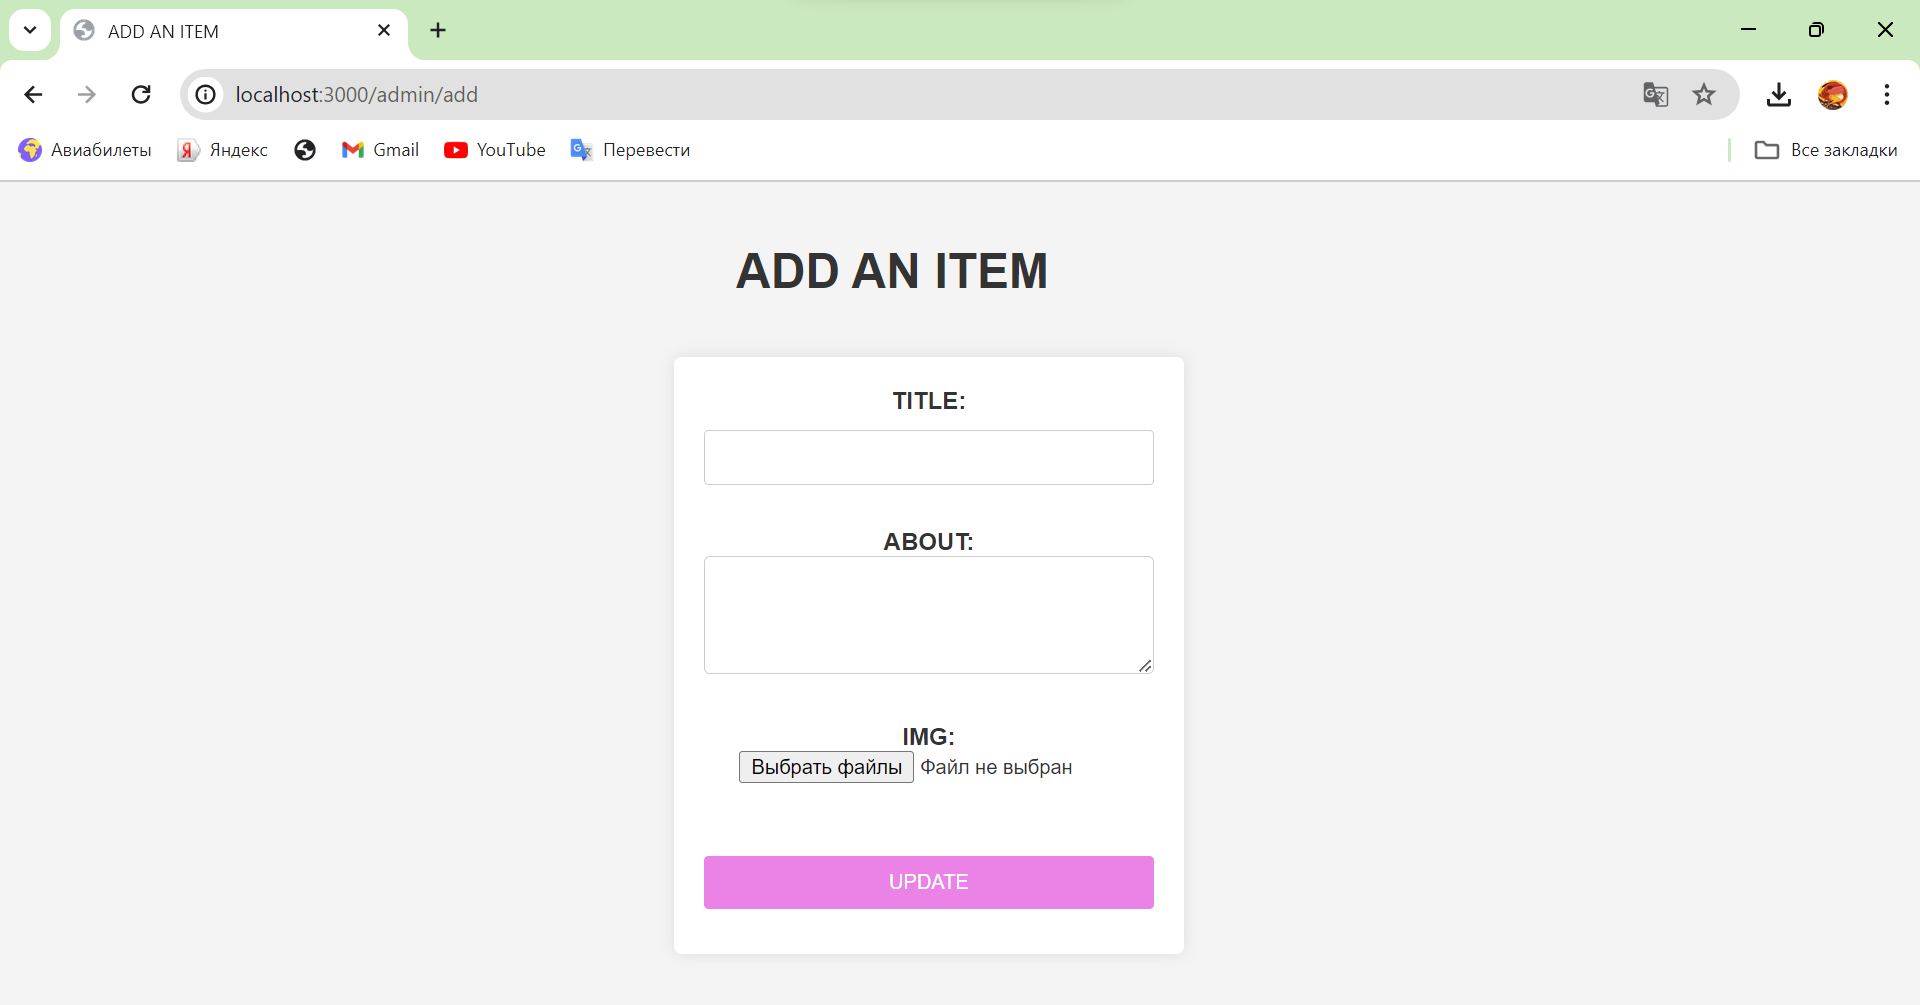 ADD AN ITEM
localhost:3000/admin/add
Авиабилеты Яндекс Gmail YouTube Перевести Все закладки
ADD AN ITEM
TITLE:
ABOUT:
IMG:
Выбрать файлы Файл не выбран
UPDATE